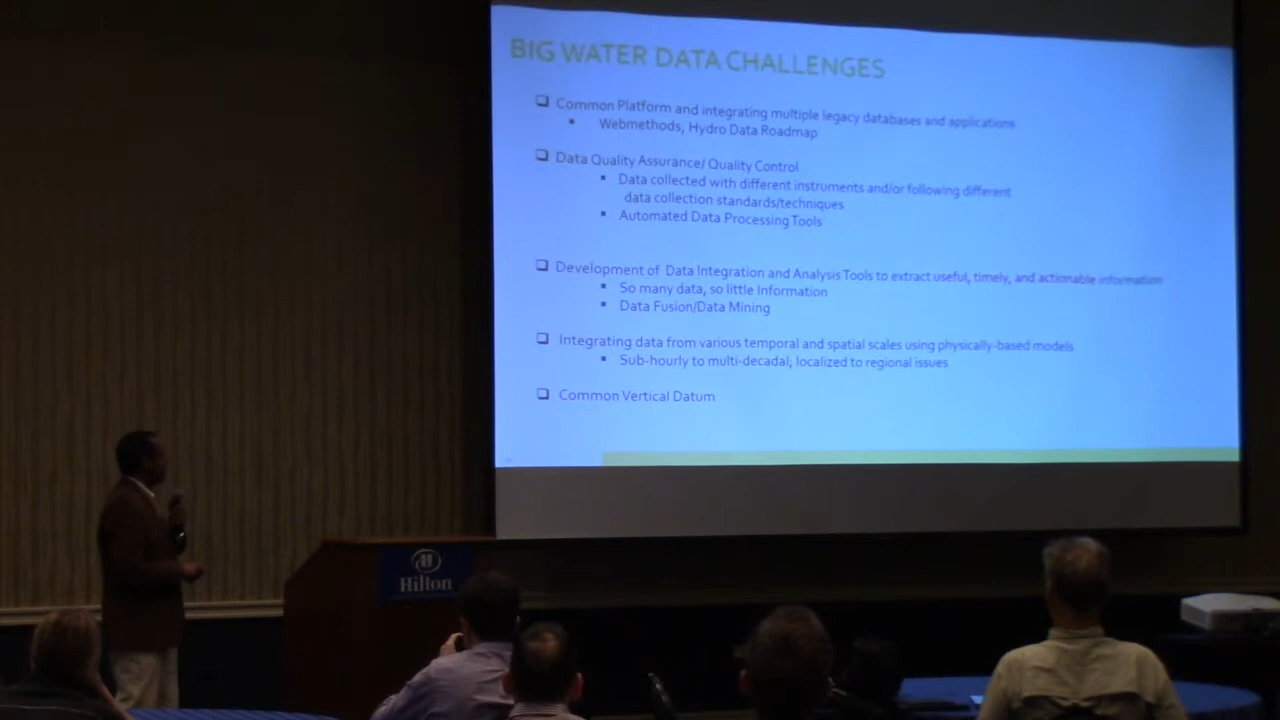 BIG WATER DATA CHALLENGES
Common Platform and integrating multiple legacy databases and applications
Webmethods, Hydro Data Roadmap
Data Quality Assurance/ Quality Control
Data collected with different instruments and/or following different
data collection standards/techniques
Automated Data Processing Tools
Development of Data Integration and Analysis Tools to extract useful, timely, and actionable information
So many data, so little Information
Data Fusion/Data Mining
Integrating data from various temporal and spatial scales using physically-based models
Sub-hourly to multi-decadal; localized to regional issues
Common Vertical Datum
Hilton